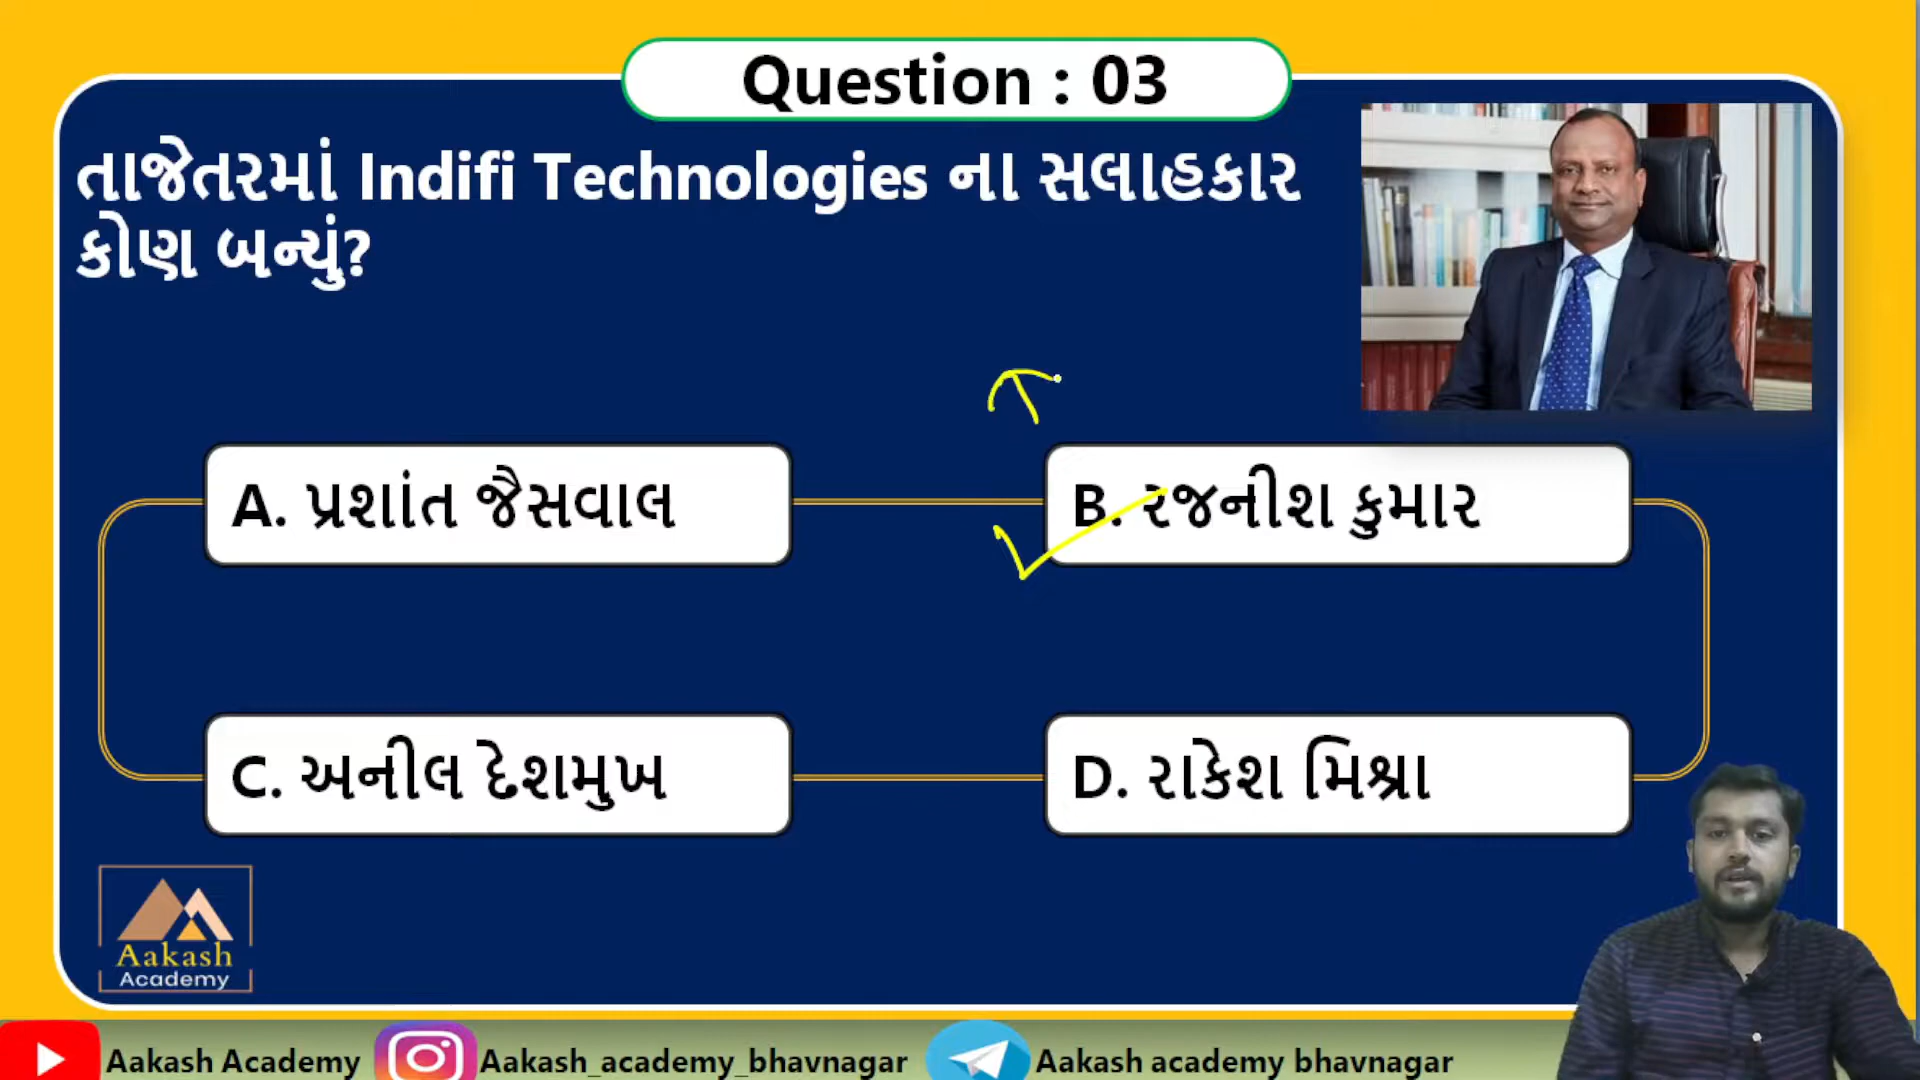 Question : 03
તાજેતરમાં Indifi Technologies ના સલાહકાર
કોણ બન્યું?
A. પ્રશાંત જૈસવાલ
B. રજનીશ કુમાર
C. અનીલ દેશમુખ
D. રાકેશ મિશ્રા
Aakash
Academy
Aakash Academy
Aakash_academy_bhavnagar
Aakash academy bhavnagar